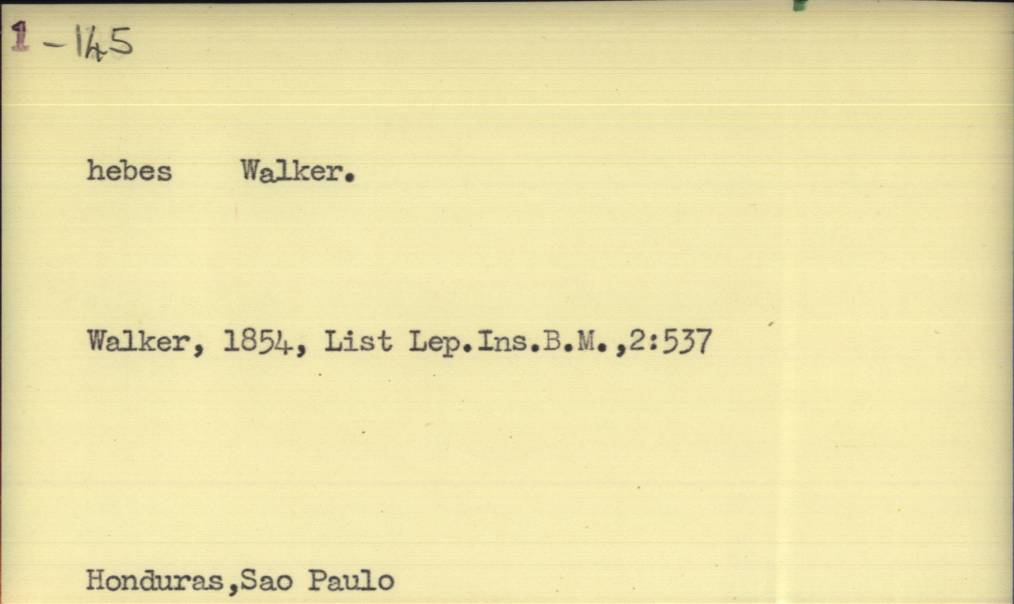 1-145
hebes Walker.
Walker, 1854, List Lep.Ins.B.M.,2:537
Honduras,Sao Paulo